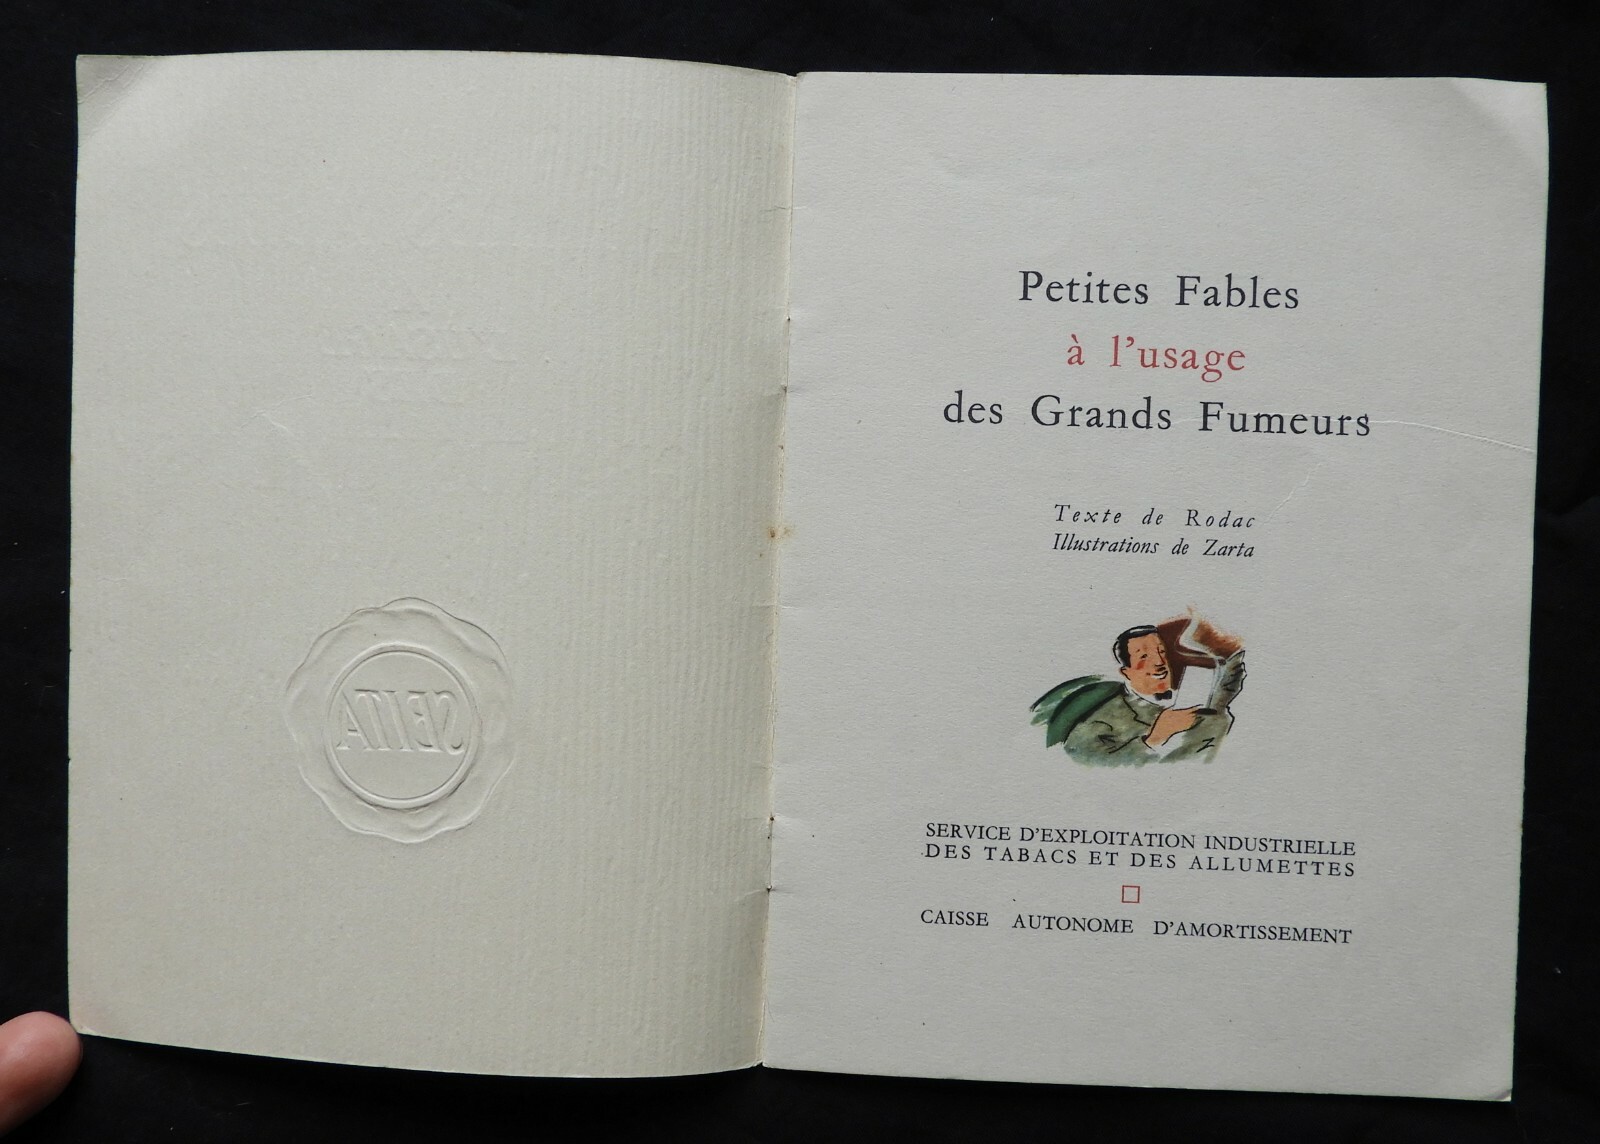 SEITA
Petites Fables
à l'usage
des Grands Fumeurs
Texte de Rodac
Illustrations de Zarta
SERVICE D'EXPLOITATION INDUSTRIELLE
DES TABACS ET DES ALLUMETTES
CAISSE AUTONOME D'AMORTISSEMENT